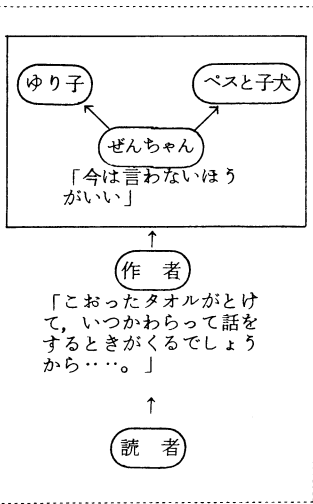 ゆり子
ペスと子犬
ぜんちゃん
「今は言わないほう
がいい」
作 者
「こおったタオルがとけ
て，いつかわらって話を
するときがくるでしょう
から‥‥。」
読 者